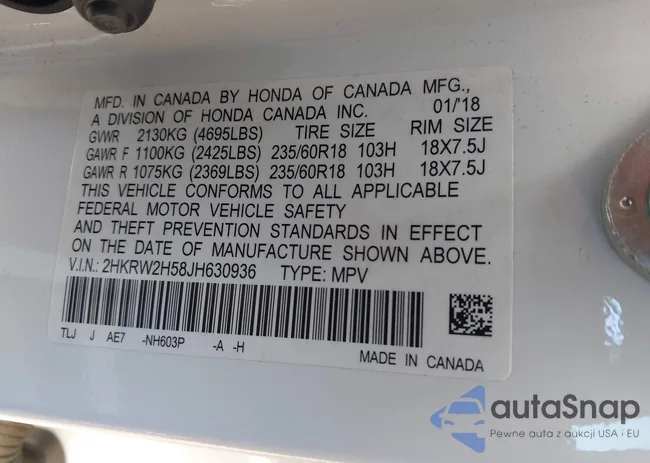 MFD. IN CANADA BY HONDA OF CANADA MFG.,
A DIVISION OF HONDA CANADA INC. 01/'18
GVWR 2130KG (4695LBS) TIRE SIZE RIM SIZE
GAWR F 1100KG (2425LBS) 235/60R18 103H 18X7.5J
GAWR R 1075KG (2369LBS) 235/60R18 103H 18X7.5J
THIS VEHICLE CONFORMS TO ALL APPLICABLE
FEDERAL MOTOR VEHICLE SAFETY
AND THEFT PREVENTION STANDARDS IN EFFECT
ON THE DATE OF MANUFACTURE SHOWN ABOVE.
V.I.N.: 2HKRW2H58JH630936 TYPE: MPV
TLJ J AE7 -NH603P -A -H
MADE IN CANADA
autaSnap
Pewne auta z aukcji USA i EU